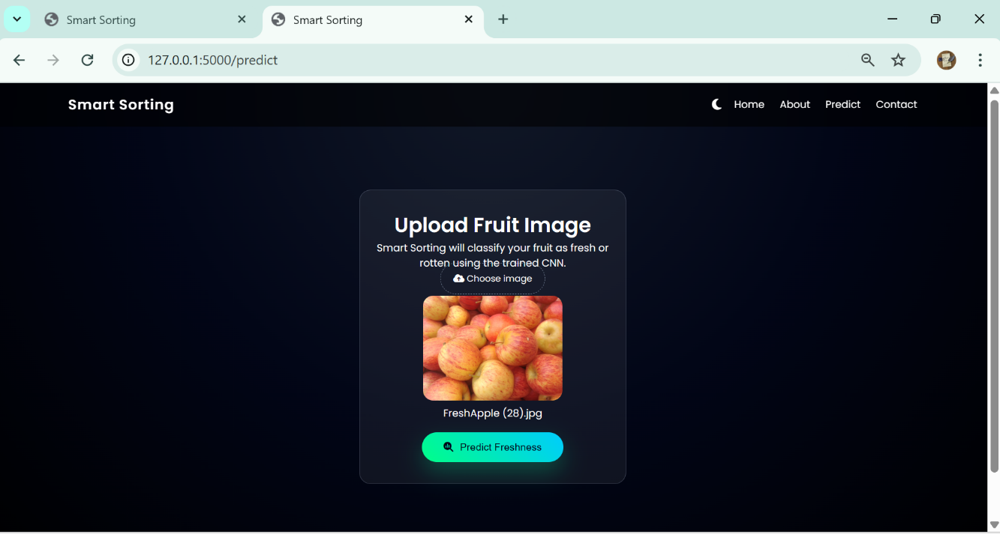 Smart Sorting
Smart Sorting
127.0.0.1:5000/predict
Smart Sorting
Home About Predict Contact
Upload Fruit Image
Smart Sorting will classify your fruit as fresh or
rotten using the trained CNN.
Choose image
FreshApple (28).jpg
Predict Freshness